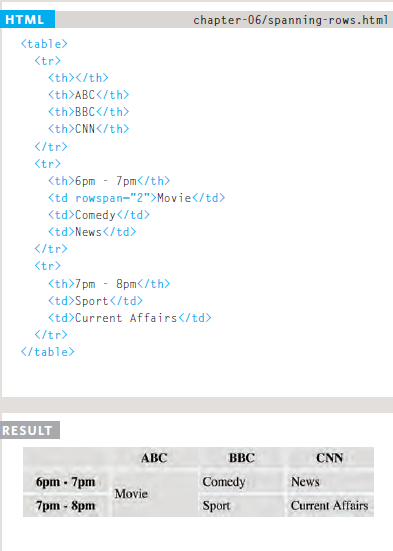 HTML chapter-06/spanning-rows.html
<table>
<tr>
<th></th>
<th>ABC</th>
<th>BBC</th>
<th>CNN</th>
</tr>
<tr>
<th>6pm - 7pm</th>
<td rowspan="2">Movie</td>
<td>Comedy</td>
<td>News</td>
</tr>
<tr>
<th>7pm - 8pm</th>
<td>Sport</td>
<td>Current Affairs</td>
</tr>
</table>
RESULT
ABC BBC CNN
6pm - 7pm Comedy News
Movie
7pm - 8pm Sport Current Affairs